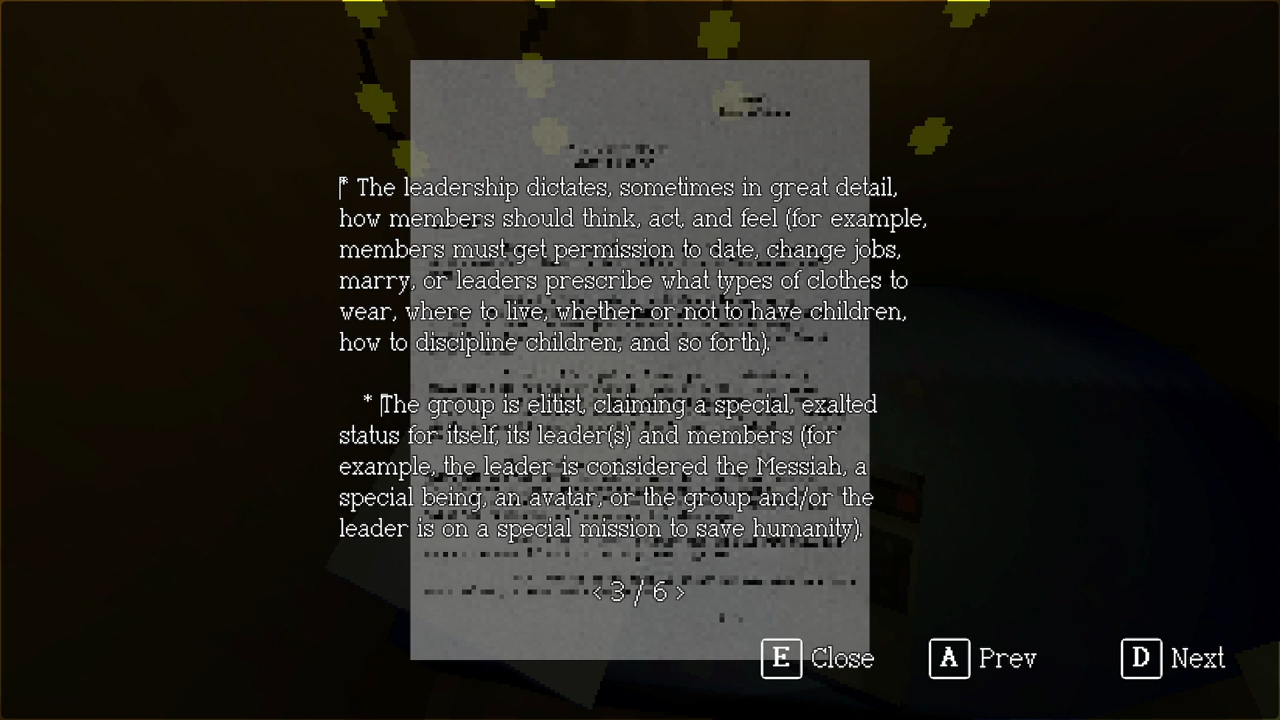 * The leadership dictates, sometimes in great detail,
how members should think, act, and feel (for example,
members must get permission to date, change jobs,
marry, or leaders prescribe what types of clothes to
wear, where to live, whether or not to have children,
how to discipline children, and so forth).
* The group is elitist, claiming a special, exalted
status for itself, its leader(s) and members (for
example, the leader is considered the Messiah, a
special being, an avatar, or the group and/or the
leader is on a special mission to save humanity).
< 3 / 6 >
E Close A Prev D Next